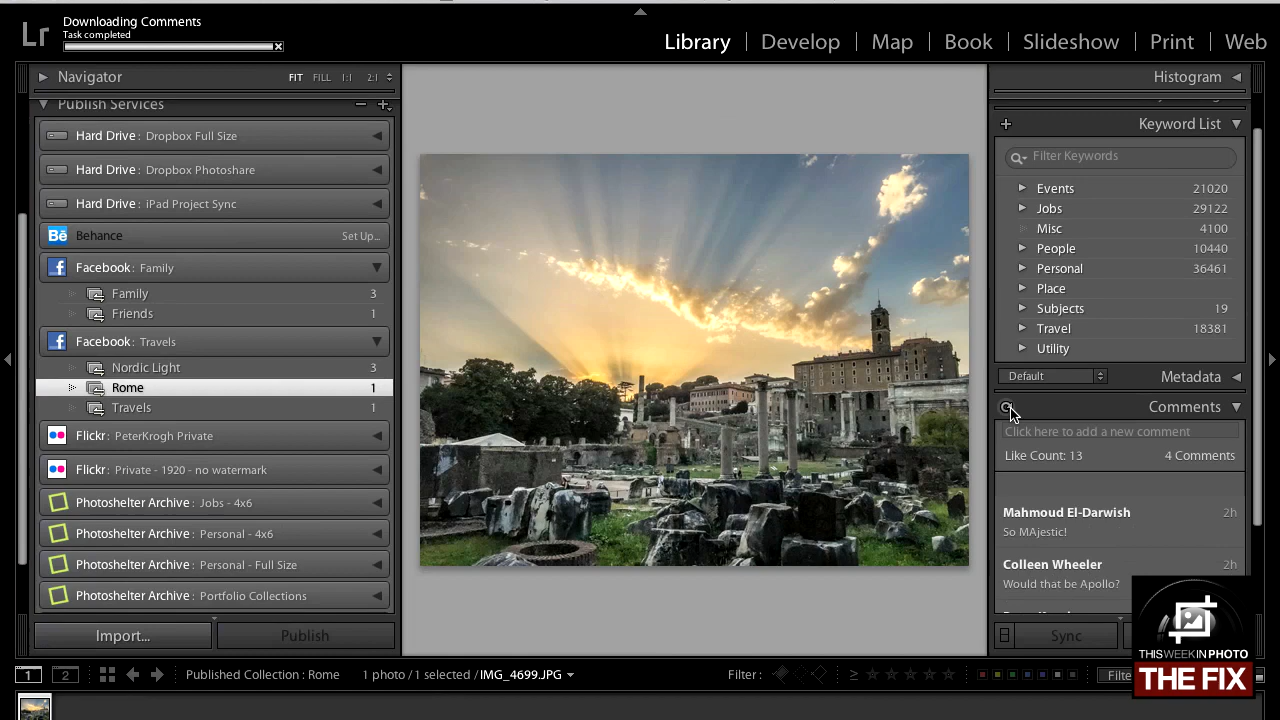 Lr
Downloading Comments
Task completed
Library
Develop
Map
Book
Slideshow
Print
Web
Navigator
FIT
FILL
1:1
2:1
Publish Services
Hard Drive : Dropbox Full Size
Hard Drive : Dropbox Photoshare
Hard Drive : iPad Project Sync
Bē Behance Set Up...
f Facebook : Family
Family 3
Friends 1
f Facebook : Travels
Nordic Light 3
Rome 1
Travels 1
Flickr : PeterKrogh Private
Flickr : Private - 1920 - no watermark
Photoshelter Archive : Jobs - 4x6
Photoshelter Archive : Personal - 4x6
Photoshelter Archive : Personal - Full Size
Photoshelter Archive : Portfolio Collections
Import...
Publish
Histogram
Keyword List
Filter Keywords
Events 21020
Jobs 29122
Misc 4100
People 10440
Personal 36461
Place
Subjects 19
Travel 18381
Utility
Default
Metadata
Comments
Click here to add a new comment
Like Count: 13 4 Comments
Mahmoud El-Darwish 2h
So MAjestic!
Colleen Wheeler 2h
Would that be Apollo?
Sync
1
2
Published Collection : Rome
1 photo / 1 selected / IMG_4699.JPG
Filter :
≥
Filte
THISWEEKINPHOTO
THE FIX